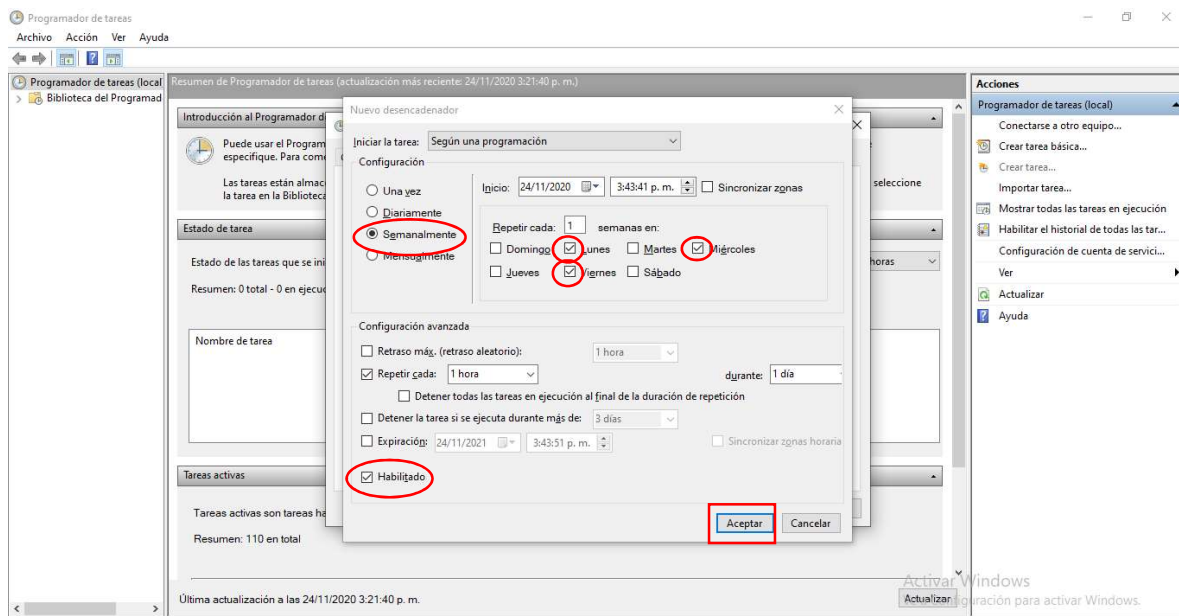 Programador de tareas
Archivo Acción Ver Ayuda
Programador de tareas (local
Biblioteca del Programad
Resumen de Programador de tareas (actualización más reciente: 24/11/2020 3:21:40 p. m.)
Introducción al Programador d
Puede usar el Program
especifique. Para com
Las tareas están almac
la tarea en la Biblioteca
seleccione
Estado de tarea
Estado de las tareas que se ini
horas
Resumen: 0 total - 0 en ejecuc
Nombre de tarea
Tareas activas
Tareas activas son tareas ha
Resumen: 110 en total
Última actualización a las 24/11/2020 3:21:40 p. m.
Actualizar
Nuevo desencadenador
Iniciar la tarea: Según una programación
Configuración
Una vez
Diariamente
Semanalmente
Mensualmente
Inicio: 24/11/2020 3:43:41 p. m. Sincronizar zonas
Repetir cada: 1 semanas en:
Domingo Lunes Martes Miércoles
Jueves Viernes Sábado
Configuración avanzada
Retraso máx. (retraso aleatorio): 1 hora
Repetir cada: 1 hora durante: 1 día
Detener todas las tareas en ejecución al final de la duración de repetición
Detener la tarea si se ejecuta durante más de: 3 días
Expiración: 24/11/2021 3:43:51 p. m. Sincronizar zonas horaria
Habilitado
Aceptar Cancelar
Acciones
Programador de tareas (local)
Conectarse a otro equipo...
Crear tarea básica...
Crear tarea...
Importar tarea...
Mostrar todas las tareas en ejecución
Habilitar el historial de todas las tar...
Configuración de cuenta de servici...
Ver
Actualizar
Ayuda
Activar Windows
configuración para activar Windows.